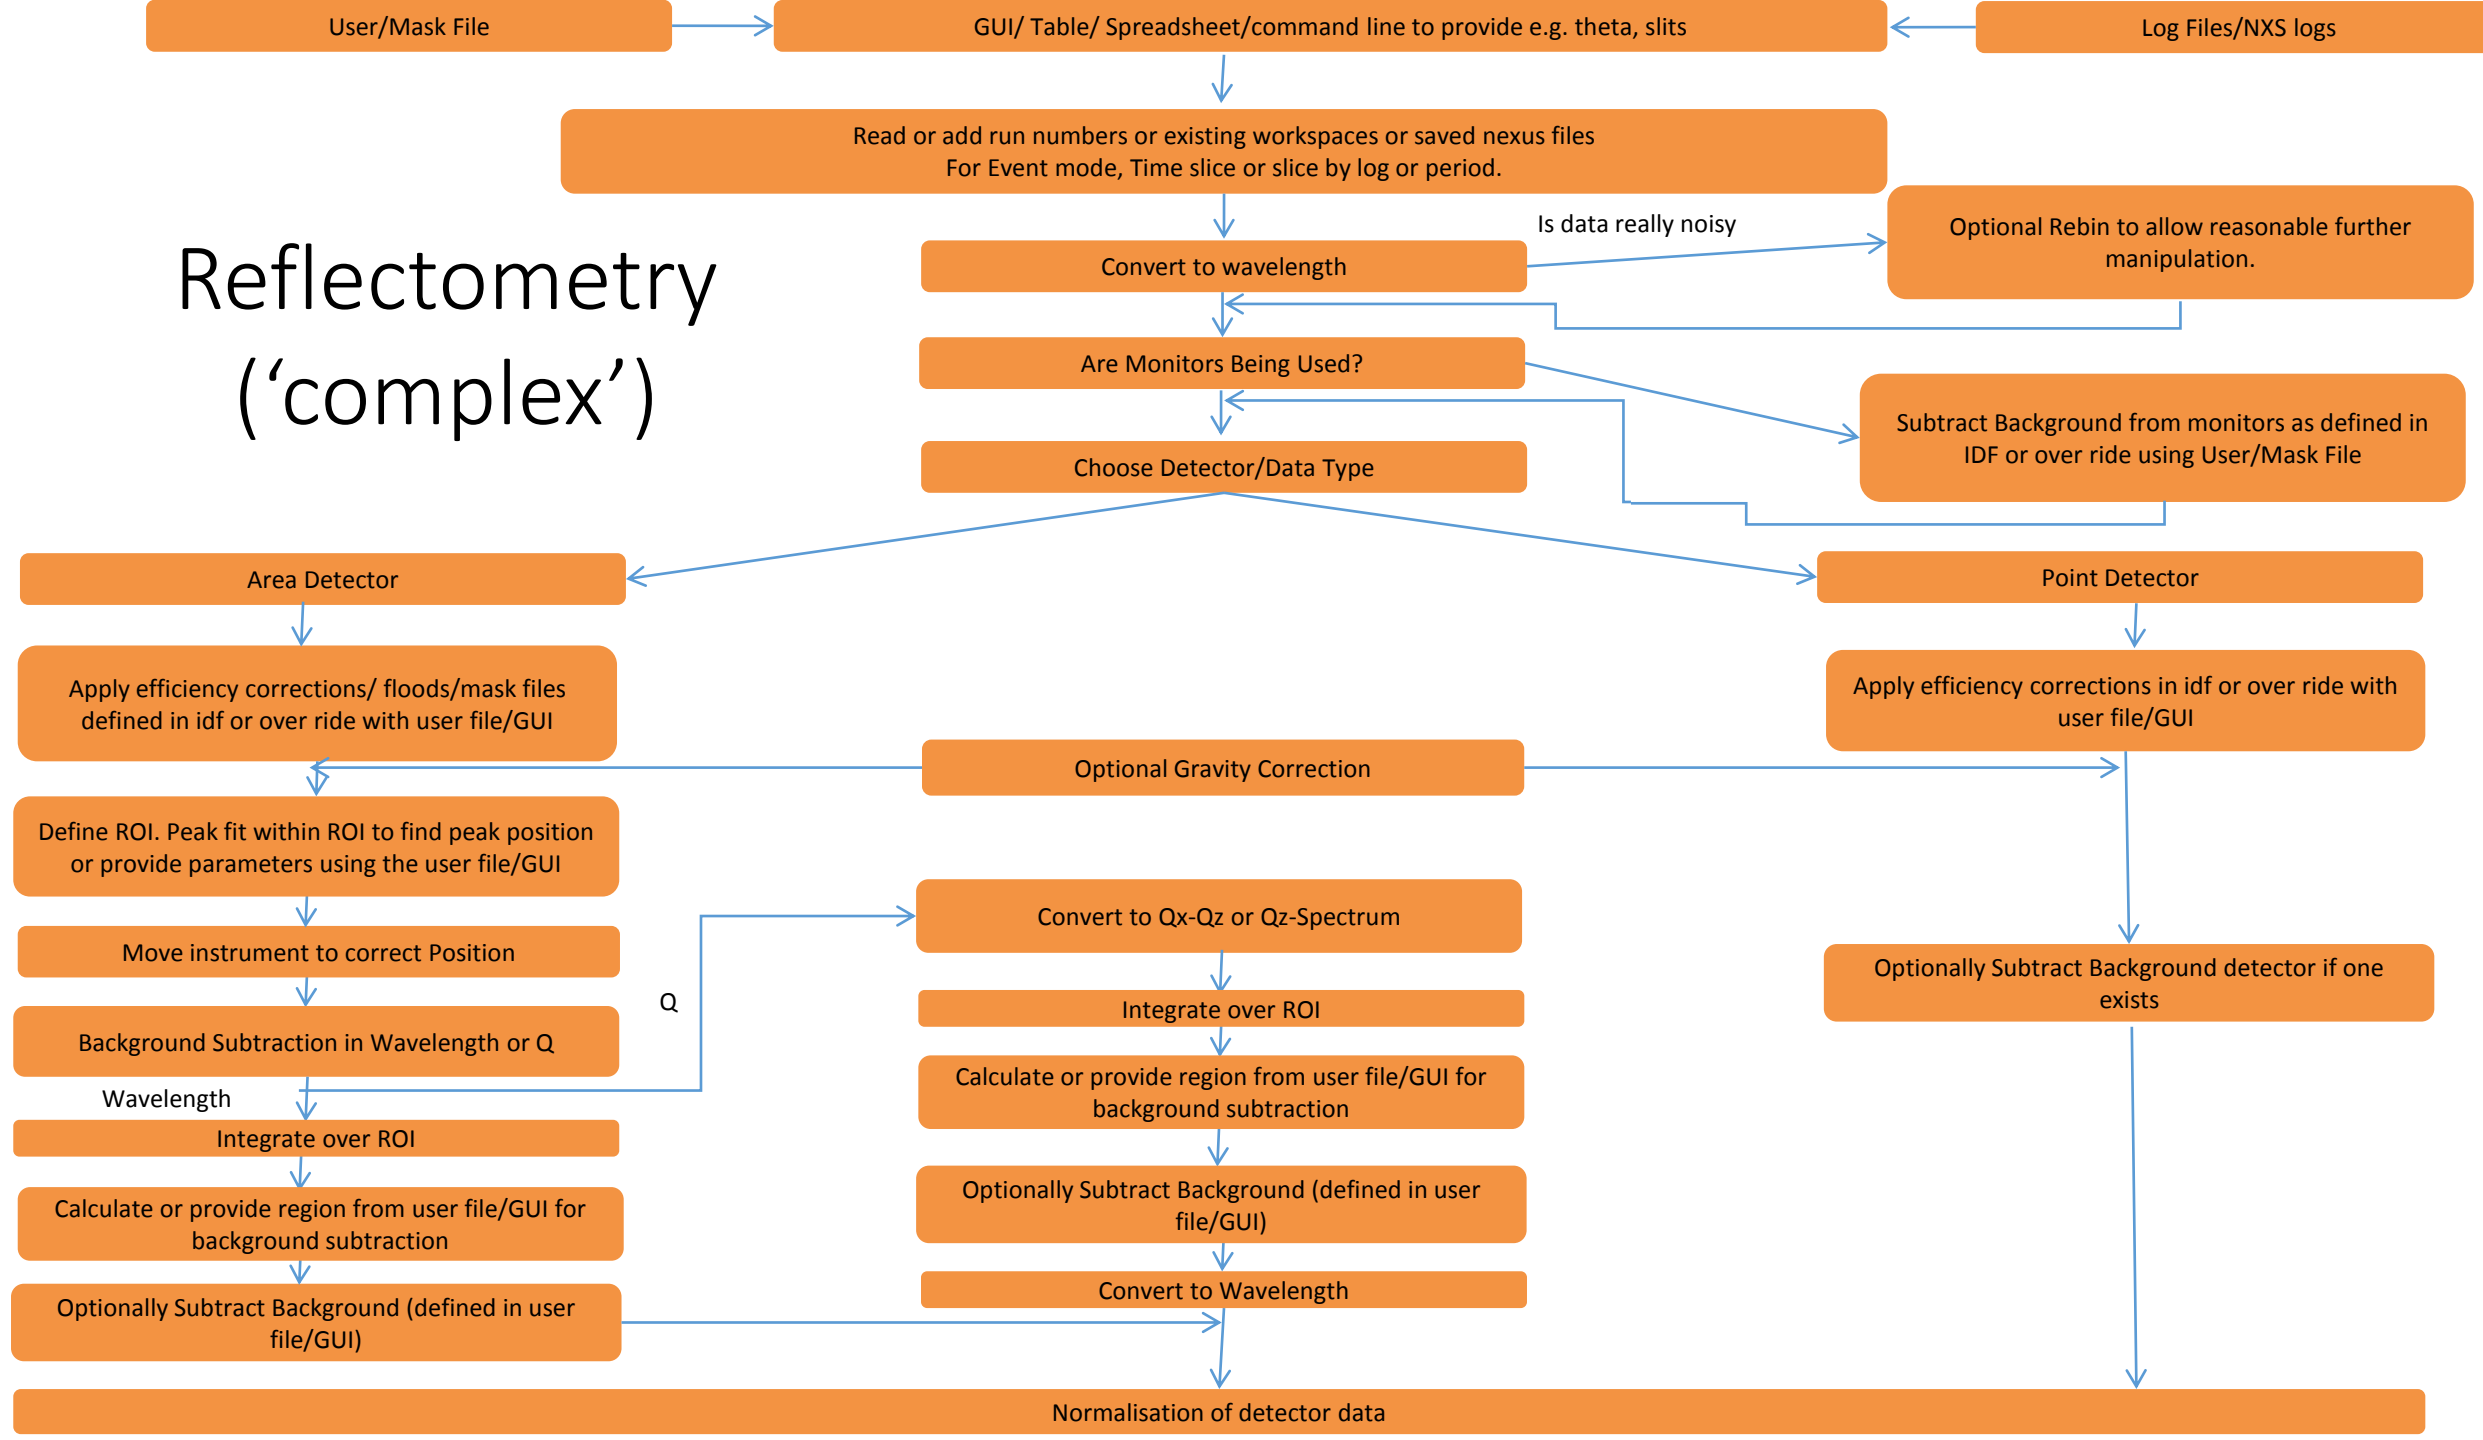 User/Mask File
GUI/ Table/ Spreadsheet/command line to provide e.g. theta, slits
Log Files/NXS logs
Read or add run numbers or existing workspaces or saved nexus files
For Event mode, Time slice or slice by log or period.
Is data really noisy
Optional Rebin to allow reasonable further
manipulation.
Convert to wavelength
Reflectometry
(‘complex’)
Are Monitors Being Used?
Subtract Background from monitors as defined in
IDF or over ride using User/Mask File
Choose Detector/Data Type
Area Detector
Point Detector
Apply efficiency corrections/ floods/mask files
defined in idf or over ride with user file/GUI
Apply efficiency corrections in idf or over ride with
user file/GUI
Optional Gravity Correction
Define ROI. Peak fit within ROI to find peak position
or provide parameters using the user file/GUI
Convert to Qx-Qz or Qz-Spectrum
Move instrument to correct Position
Optionally Subtract Background detector if one
exists
Q
Integrate over ROI
Background Subtraction in Wavelength or Q
Calculate or provide region from user file/GUI for
background subtraction
Wavelength
Integrate over ROI
Optionally Subtract Background (defined in user
file/GUI)
Calculate or provide region from user file/GUI for
background subtraction
Convert to Wavelength
Optionally Subtract Background (defined in user
file/GUI)
Normalisation of detector data